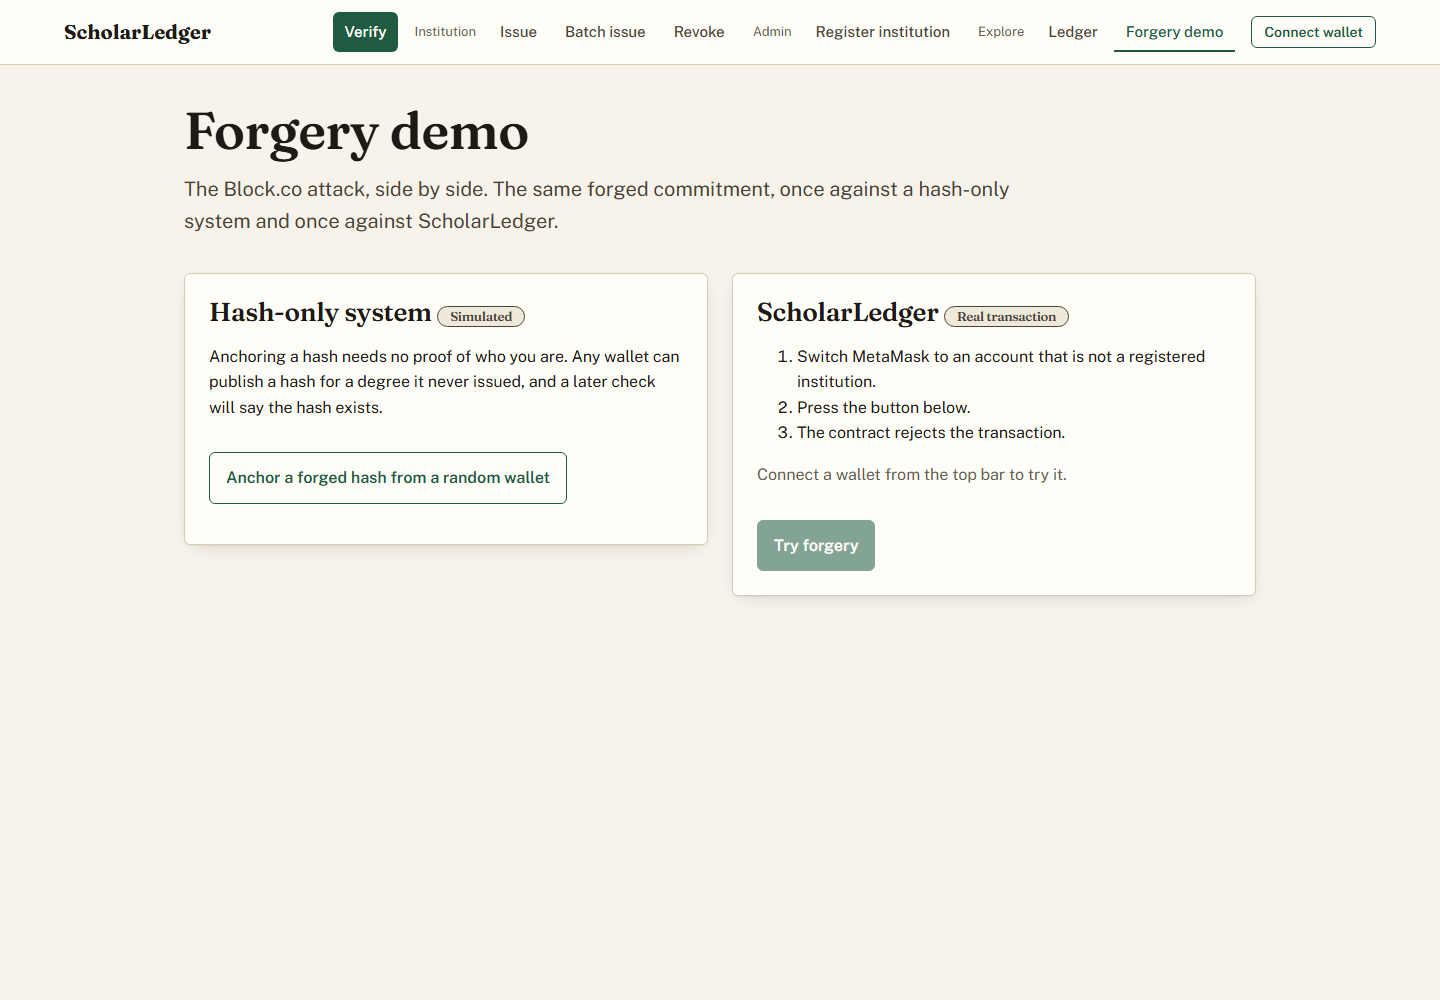 ScholarLedger
Verify
Institution
Issue
Batch issue
Revoke
Admin
Register institution
Explore
Ledger
Forgery demo
Connect wallet
Forgery demo
The Block.co attack, side by side. The same forged commitment, once against a hash-only
system and once against ScholarLedger.
Hash-only system Simulated
Anchoring a hash needs no proof of who you are. Any wallet can
publish a hash for a degree it never issued, and a later check
will say the hash exists.
Anchor a forged hash from a random wallet
ScholarLedger Real transaction
1. Switch MetaMask to an account that is not a registered
institution.
2. Press the button below.
3. The contract rejects the transaction.
Connect a wallet from the top bar to try it.
Try forgery